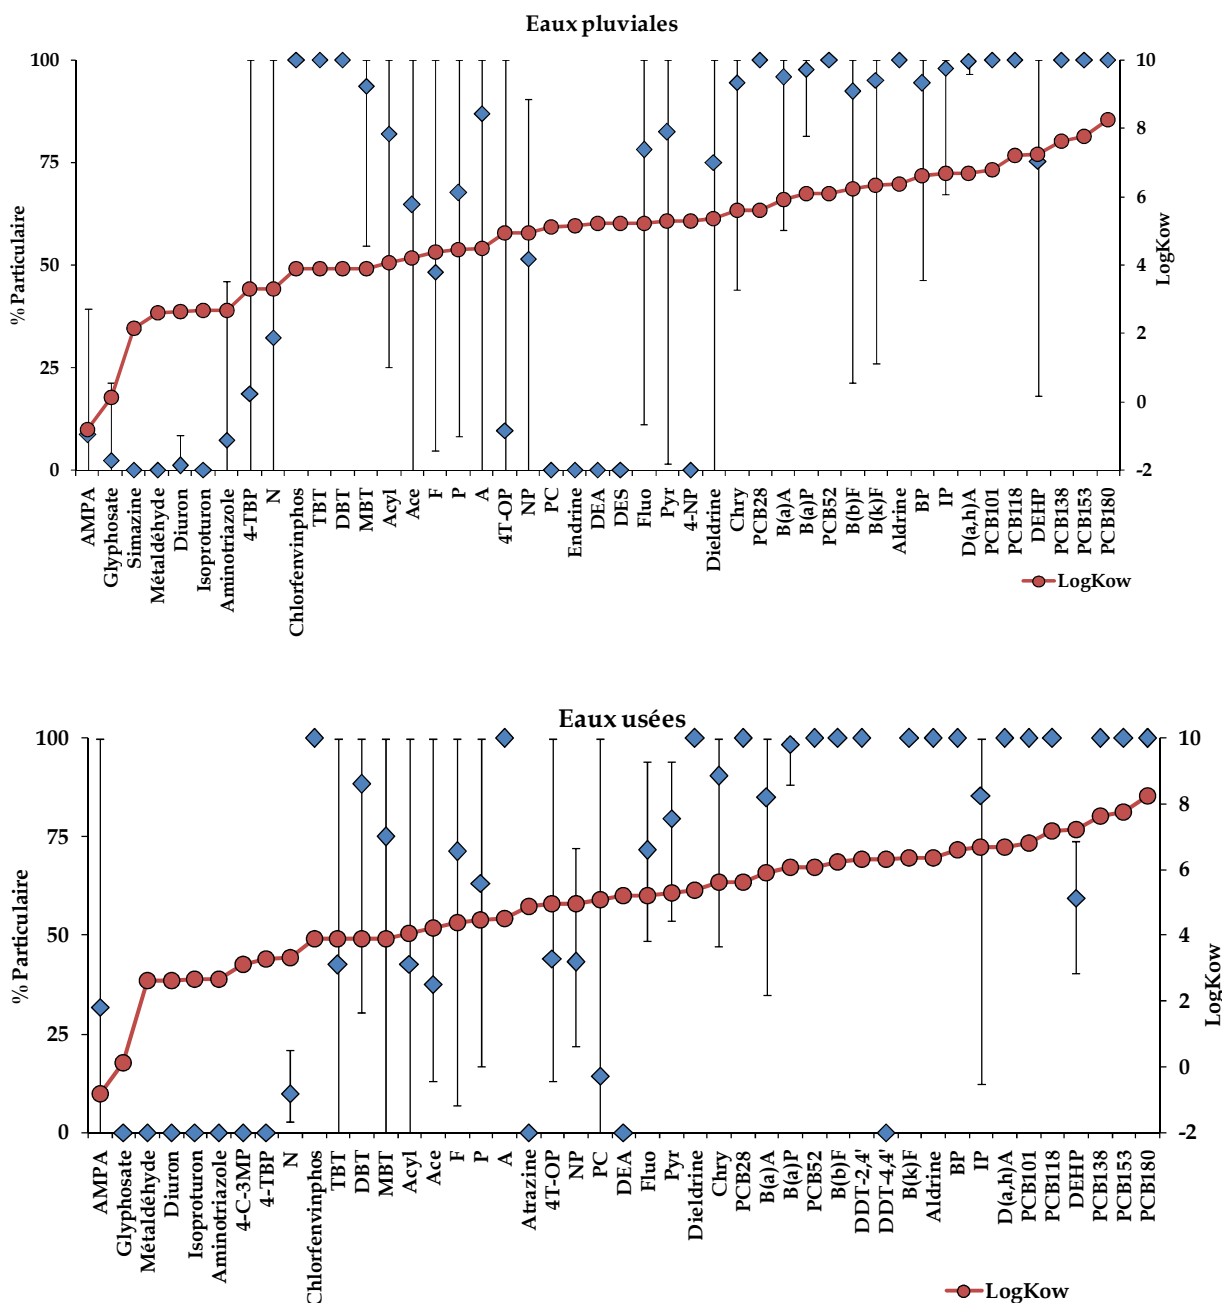 Eaux pluviales
100
75
50
25
0
% Particulaire
10
8
6
4
2
0
-2
LogKow
AMPA
Glyphosate
Simazine
Métaldéhyde
Diuron
Isoproturon
Aminotriazole
4-TBP
N
Chlorfenvinphos
TBT
DBT
MBT
Acyl
Ace
F
P
A
4T-OP
NP
PC
Endrine
DEA
DES
Fluo
Pyr
4-NP
Dieldrine
Chry
PCB28
B(a)A
B(a)P
PCB52
B(b)F
B(k)F
Aldrine
BP
IP
D(a,h)A
PCB101
PCB118
DEHP
PCB138
PCB153
PCB180
LogKow
Eaux usées
100
75
50
25
0
% Particulaire
10
8
6
4
2
0
-2
LogKow
AMPA
Glyphosate
Métaldéhyde
Diuron
Isoproturon
Aminotriazole
4-C-3MP
4-TBP
N
Chlorfenvinphos
TBT
DBT
MBT
Acyl
Ace
F
P
A
Atrazine
4T-OP
NP
PC
DEA
Fluo
Pyr
Dieldrine
Chry
PCB28
B(a)A
B(a)P
PCB52
B(b)F
DDT-2,4'
DDT-4,4'
B(k)F
Aldrine
BP
IP
D(a,h)A
PCB101
PCB118
DEHP
PCB138
PCB153
PCB180
LogKow